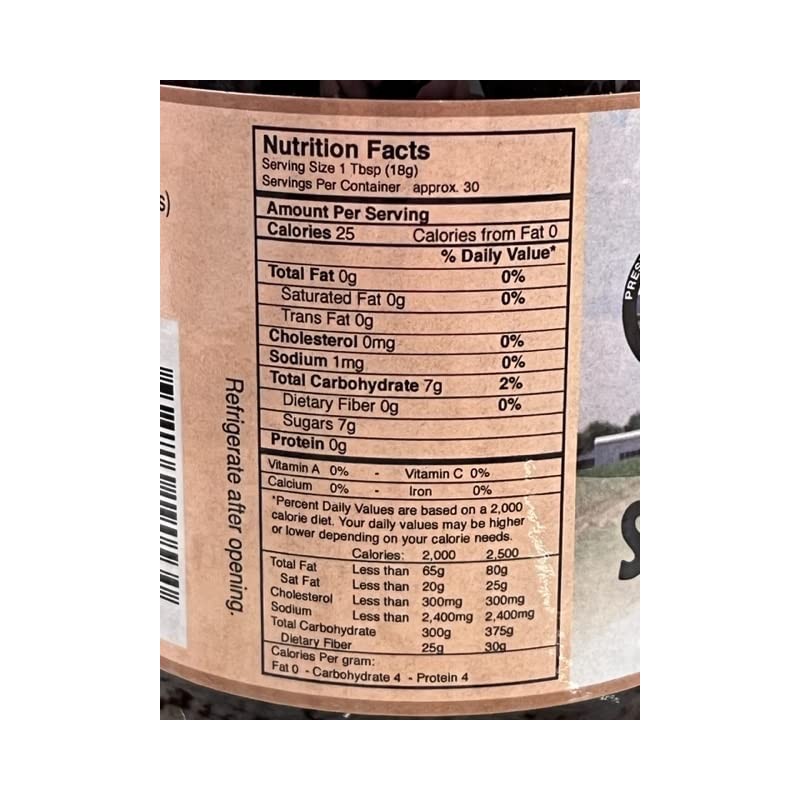 s)
Nutrition Facts
Serving Size 1 Tbsp (18g)
Servings Per Container approx. 30
Amount Per Serving
Calories 25 Calories from Fat 0
% Daily Value*
Total Fat 0g 0%
Saturated Fat 0g 0%
Trans Fat 0g
Cholesterol 0mg 0%
Sodium 1mg 0%
Total Carbohydrate 7g 2%
Dietary Fiber 0g 0%
Sugars 7g
Protein 0g
Vitamin A 0% - Vitamin C 0%
Calcium 0% - Iron 0%
*Percent Daily Values are based on a 2,000
calorie diet. Your daily values may be higher
or lower depending on your calorie needs.
Calories: 2,000 2,500
Total Fat Less than 65g 80g
Sat Fat Less than 20g 25g
Cholesterol Less than 300mg 300mg
Sodium Less than 2,400mg 2,400mg
Total Carbohydrate 300g 375g
Dietary Fiber 25g 30g
Calories Per gram:
Fat 0 - Carbohydrate 4 - Protein 4
Refrigerate after opening.
PRES
S